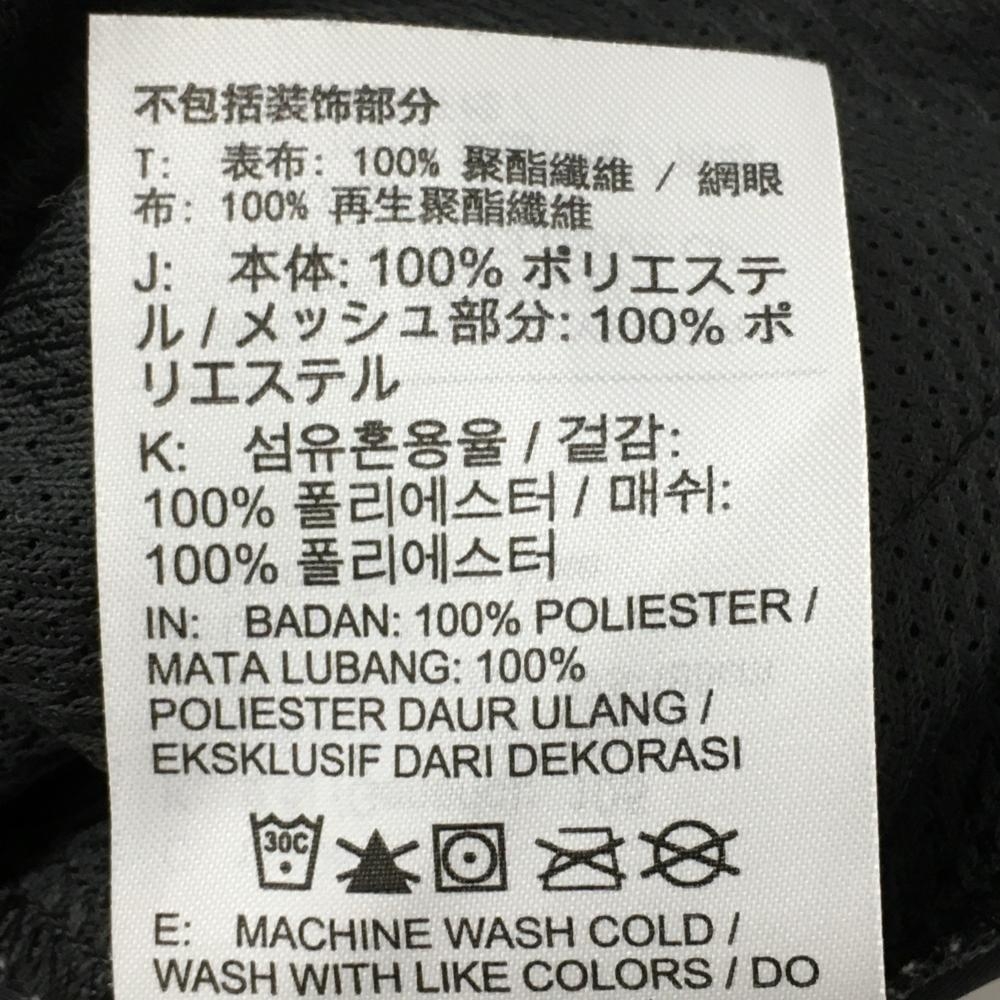 不包括装饰部分
T: 表布: 100% 聚酯纖維 / 網眼
布: 100% 再生聚酯纖維
J: 本体: 100% ポリエステ
ル / メッシュ部分: 100% ポ
リエステル
K: 섬유혼용율 / 겉감:
100% 폴리에스터 / 매쉬:
100% 폴리에스터
IN: BADAN: 100% POLIESTER /
MATA LUBANG: 100%
POLIESTER DAUR ULANG /
EKSKLUSIF DARI DEKORASI
30C
E: MACHINE WASH COLD /
WASH WITH LIKE COLORS / DO